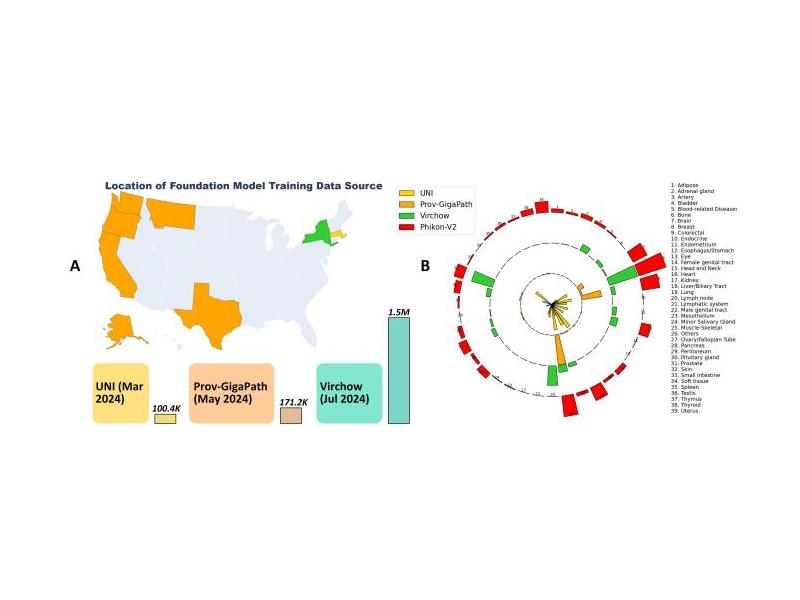 Location of Foundation Model Training Data Source
A
UNI (Mar
2024)
100.4K
Prov-GigaPath
(May 2024)
171.2K
Virchow
(Jul 2024)
1.5M
UNI
Prov-GigaPath
Virchow
Phikon-V2
B
1. Adipose
2. Adrenal gland
3. Artery
4. Bladder
5. Blood-related Diseases
6. Bone
7. Brain
8. Breast
9. Colorectal
10. Endocrine
11. Endometrium
12. Esophagus/Stomach
13. Eye
14. Female genital tract
15. Head and Neck
16. Heart
17. Kidney
18. Liver/Biliary Tract
19. Lung
20. Lymph node
21. Lymphatic system
22. Male genital tract
23. Mesothelium
24. Minor Salivary Gland
25. Muscle-Skeletal
26. Others
27. Ovary/Fallopian Tube
28. Pancreas
29. Peritoneum
30. Pituitary gland
31. Prostate
32. Skin
33. Small intestine
34. Soft tissue
35. Spleen
36. Testis
37. Thymus
38. Thyroid
39. Uterus